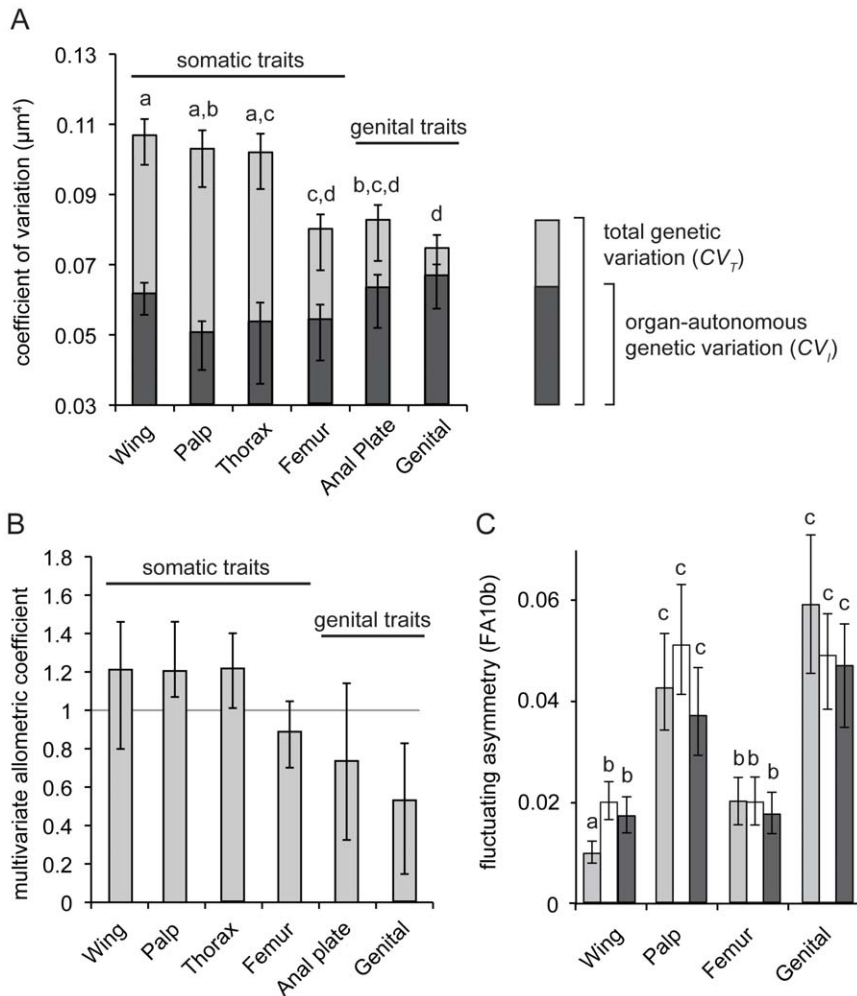 A
somatic traits
genital traits
coefficient of variation (µm⁴)
0.13
0.11
0.09
0.07
0.05
0.03
a
a,b
a,c
c,d
b,c,d
d
Wing
Palp
Thorax
Femur
Anal Plate
Genital
total genetic
variation (CV_T)
organ-autonomous
genetic variation (CV_I)
B
somatic traits
genital traits
multivariate allometric coefficient
1.8
1.6
1.4
1.2
1
0.8
0.6
0.4
0.2
0
Wing
Palp
Thorax
Femur
Anal plate
Genital
C
fluctuating asymmetry (FA10b)
0.06
0.04
0.02
0
a
b
b
c
c
c
b
b
b
c
c
c
Wing
Palp
Femur
Genital